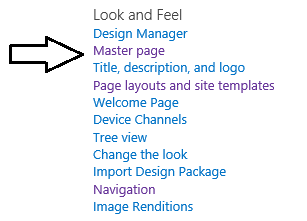 Look and Feel
Design Manager
Master page
Title, description, and logo
Page layouts and site templates
Welcome Page
Device Channels
Tree view
Change the look
Import Design Package
Navigation
Image Renditions